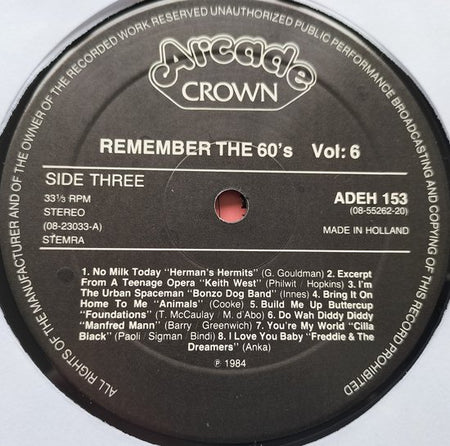 ALL RIGHTS OF THE MANUFACTURER AND OF THE OWNER OF THE RECORDED WORK RESERVED UNAUTHORIZED PUBLIC PERFORMANCE BROADCASTING AND COPYING OF THIS RECORD PROHIBITED
Arcade
CROWN
REMEMBER THE 60's Vol: 6
SIDE THREE
33⅓ RPM
STEREO
(08-23033-A)
STEMRA
ADEH 153
(08-55262-20)
MADE IN HOLLAND
1. No Milk Today "Herman's Hermits" (G. Gouldman) 2. Excerpt
From A Teenage Opera "Keith West" (Philwit / Hopkins) 3. I'm
The Urban Spaceman "Bonzo Dog Band" (Innes) 4. Bring It On
Home To Me "Animals" (Cooke) 5. Build Me Up Buttercup
"Foundations" (T. McCaulay / M. d'Abo) 6. Do Wah Diddy Diddy
"Manfred Mann" (Barry / Greenwich) 7. You're My World "Cilla
Black" (Paoli / Sigman / Bindi) 8. I Love You Baby "Freddie & The
Dreamers" (Anka)
℗ 1984